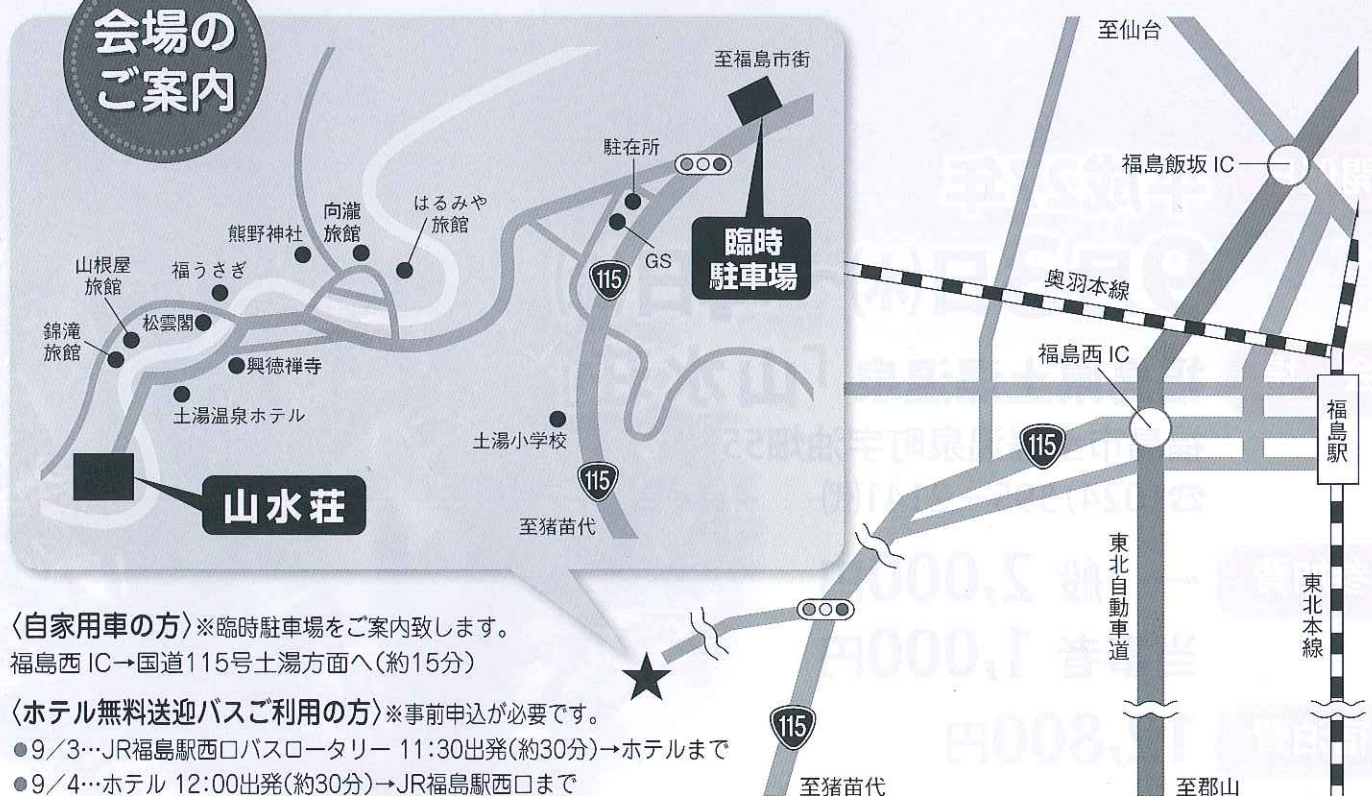 会場の
ご案内
至福島市街
駐在所
GS
臨時
駐車場
115
はるみや
旅館
向瀧
旅館
熊野神社
福うさぎ
山根屋
旅館
松雲閣
錦滝
旅館
興徳禅寺
土湯温泉ホテル
土湯小学校
115
至猪苗代
山水荘
至仙台
福島飯坂 IC
奥羽本線
福島西 IC
115
福島駅
東北自動車道
東北本線
115
至猪苗代
至郡山
〈自家用車の方〉※臨時駐車場をご案内致します。
福島西 IC→国道115号土湯方面へ(約15分)
〈ホテル無料送迎バスご利用の方〉※事前申込が必要です。
●9/3…JR福島駅西口バスロータリー 11:30出発(約30分)→ホテルまで
●9/4…ホテル 12:00出発(約30分)→JR福島駅西口まで